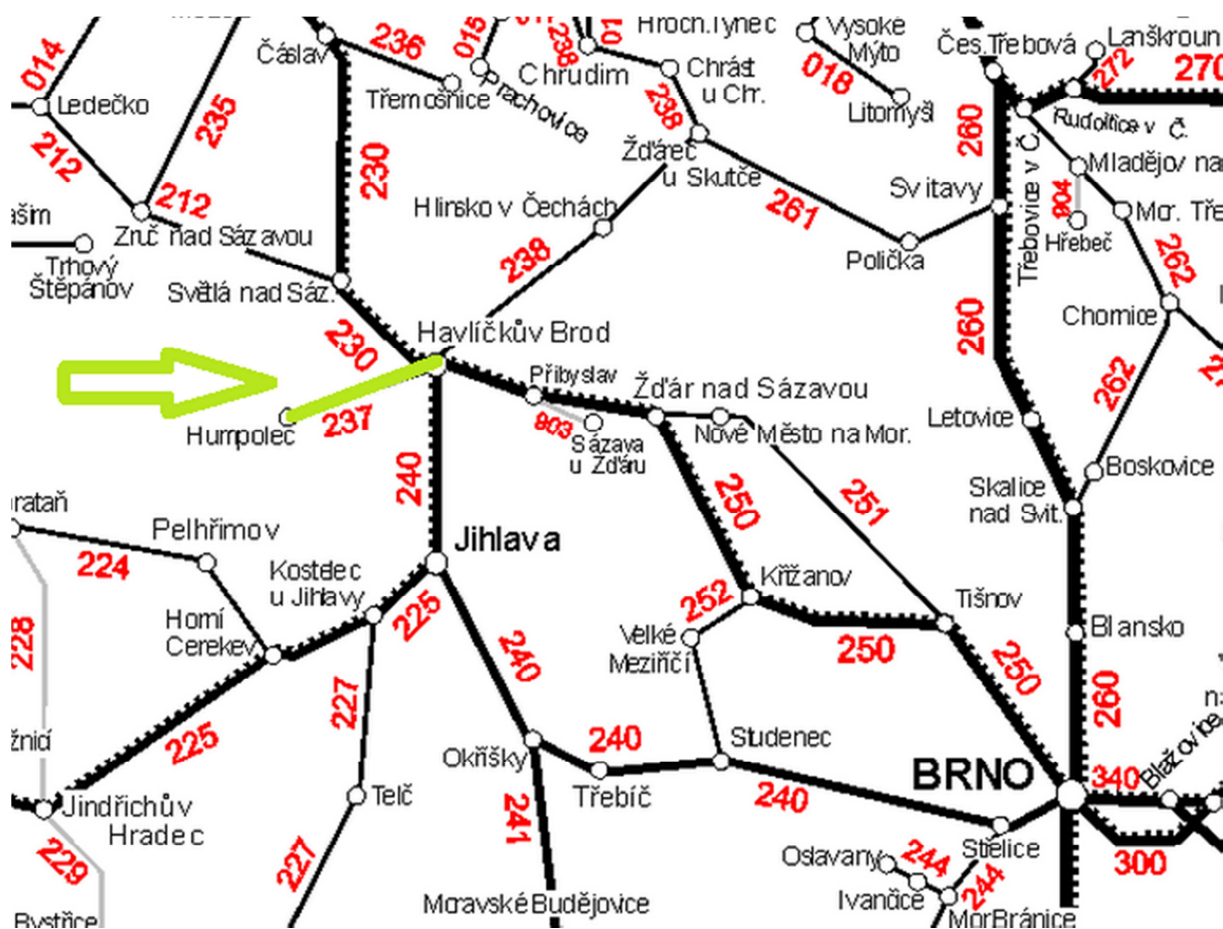 Čáslav
236
015
238
Hroch.Týnec
Vysoké
Mýto
Čes.Třebová
Lanškroun
014
Ledečko
235
Třemošnice
Prachovice
Chrudim
Chrást
u Chr.
018
Litomyšl
272
270
Rudoltice v Č.
212
212
230
238
Žďárec
u Skutče
260
Třebovice v Č.
Mladějov na
904
Hřebeč
Zruč nad Sázavou
Trhový
Štěpánov
Hlinsko v Čechách
261
Svitavy
Polička
262
Světlá nad Sáz.
238
Chornice
Havlíčkův Brod
230
260
262
Přibyslav
Žďár nad Sázavou
Humpolec
237
903
Sázava
u Žďáru
Nové Město na Mor.
Letovice
240
250
251
Skalice
nad Svit.
Boskovice
Pelhřimov
224
Jihlava
Kostelec
u Jihlavy
225
Křižanov
252
Tišnov
Horní
Cerekev
228
Velké
Meziříčí
250
250
Blansko
227
240
260
225
Okříšky
240
Studenec
BRNO
340
Jindřichův
Hradec
Telč
Třebíč
240
241
229
227
Střelice
300
Oslavany
244
Ivančice
244
Bystřice
Moravské Budějovice
MorBránice